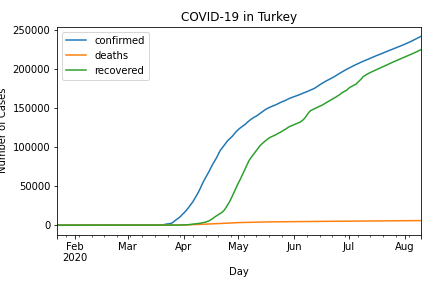 COVID-19 in Turkey
250000
200000
150000
100000
50000
0
Number of Cases
confirmed
deaths
recovered
Feb Mar Apr May Jun Jul Aug
2020
Day